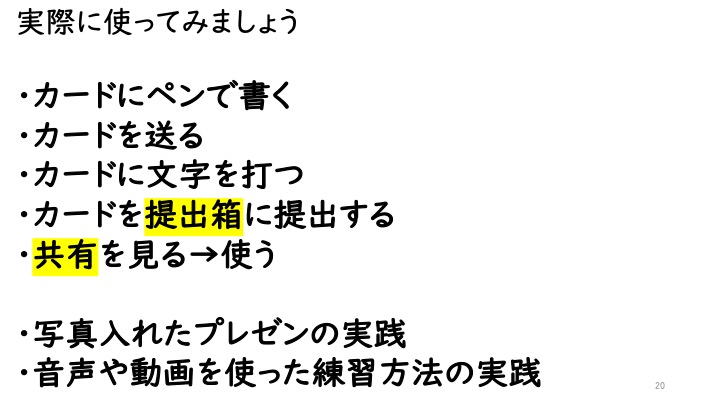 実際に使ってみましょう
・カードにペンで書く
・カードを送る
・カードに文字を打つ
・カードを提出箱に提出する
・共有を見る→使う
・写真入れたプレゼンの実践
・音声や動画を使った練習方法の実践
20